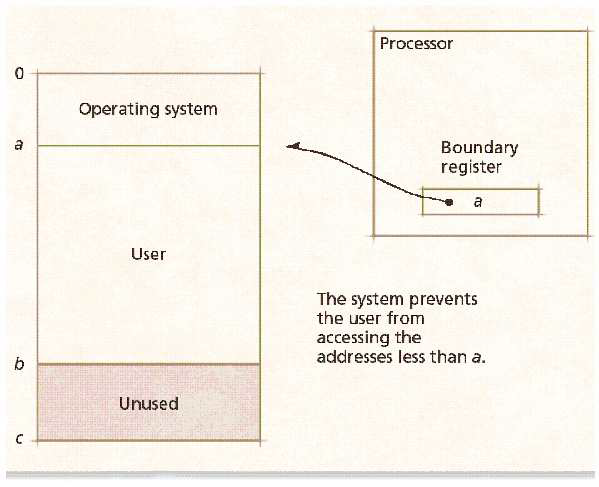 0
Operating system
a
User
b
Unused
c
Processor
Boundary
register
a
The system prevents
the user from
accessing the
addresses less than a.